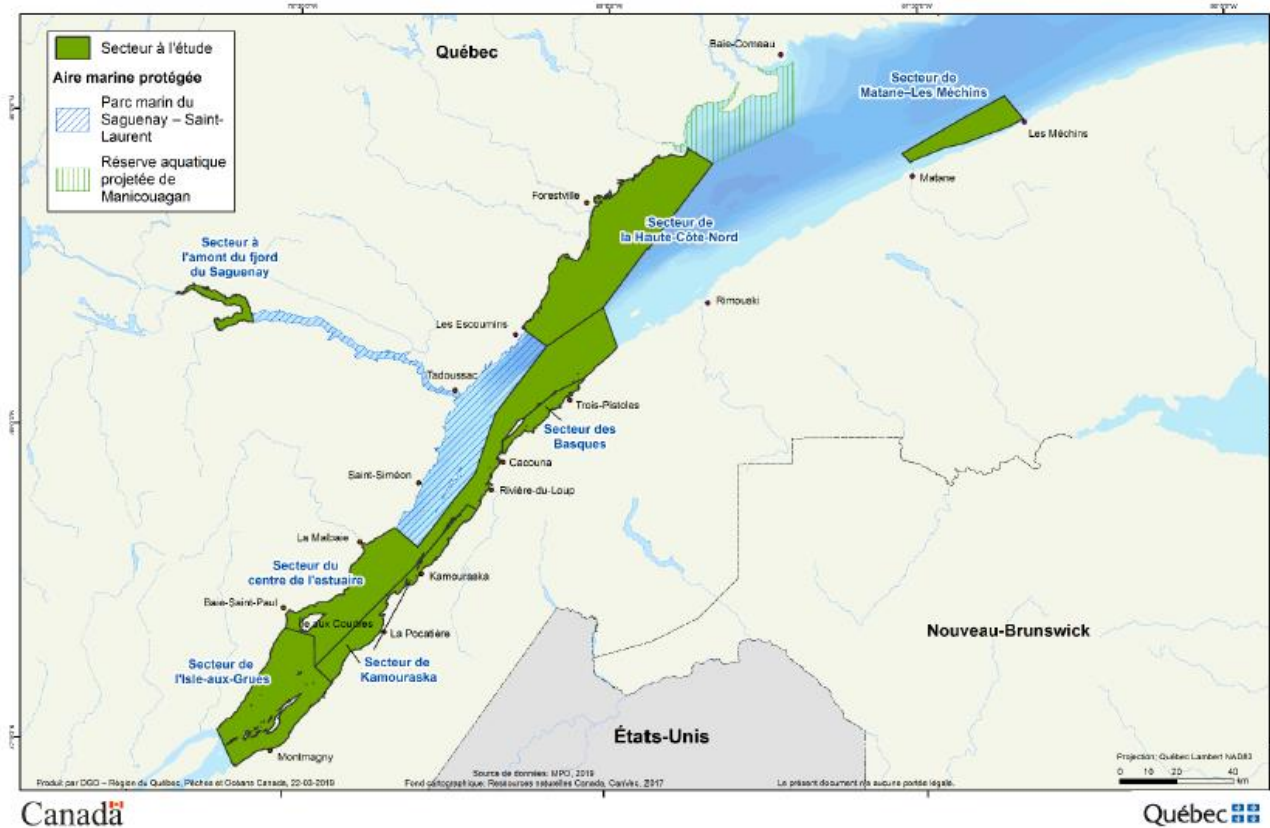 Secteur à l'étude
Aire marine protégée
Parc marin du
Saguenay – Saint-
Laurent
Réserve aquatique
projetée de
Manicouagan
Québec
Baie-Comeau
Secteur de
Matane–Les Méchins
Les Méchins
Matane
Forestville
Secteur de
la Haute-Côte-Nord
Secteur à
l'amont du fjord
du Saguenay
Rimouski
Les Escoumins
Tadoussac
Trois-Pistoles
Secteur des
Basques
Cacouna
Saint-Siméon
Rivière-du-Loup
La Malbaie
Secteur du
centre de l'estuaire
Kamouraska
Baie-Saint-Paul
aux Coudres
La Pocatière
Secteur de
l'Isle-aux-Grues
Secteur de
Kamouraska
Nouveau-Brunswick
États-Unis
Montmagny
Projection: Québec Lambert NAD83
0 10 20 40
km
Source de données: MPO, 2019
Produit par DGO – Région du Québec, Pêches et Océans Canada, 22-03-2019
Fond cartographique: Ressources naturelles Canada, CanVec, 2017
Le présent document n'a aucune portée légale.
Canada
Québec